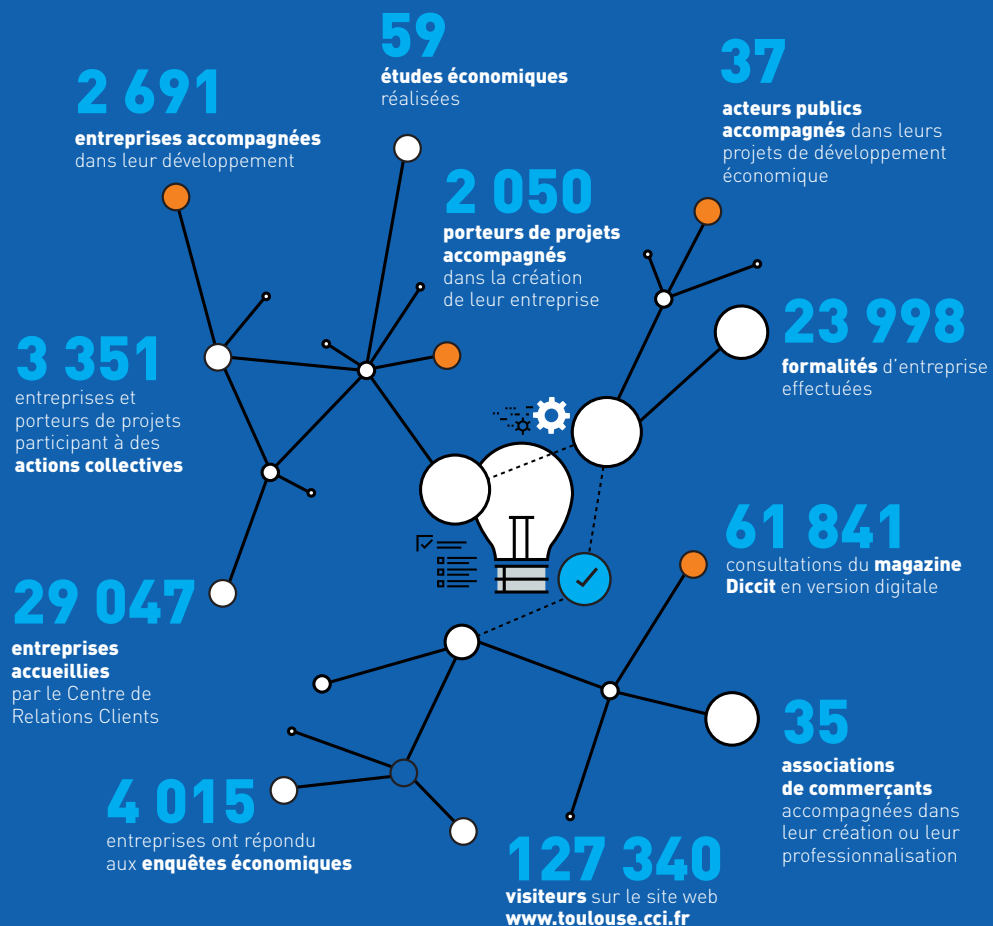 59
études économiques
réalisées
37
acteurs publics
accompagnés dans leurs
projets de développement
économique
2 691
entreprises accompagnées
dans leur développement
2 050
porteurs de projets
accompagnés
dans la création
de leur entreprise
23 998
formalités d'entreprise
effectuées
3 351
entreprises et
porteurs de projets
participant à des
actions collectives
61 841
consultations du magazine
Diccit en version digitale
29 047
entreprises
accueillies
par le Centre de
Relations Clients
35
associations
de commerçants
accompagnées dans
leur création ou leur
professionnalisation
4 015
entreprises ont répondu
aux enquêtes économiques
127 340
visiteurs sur le site web
www.toulouse.cci.fr